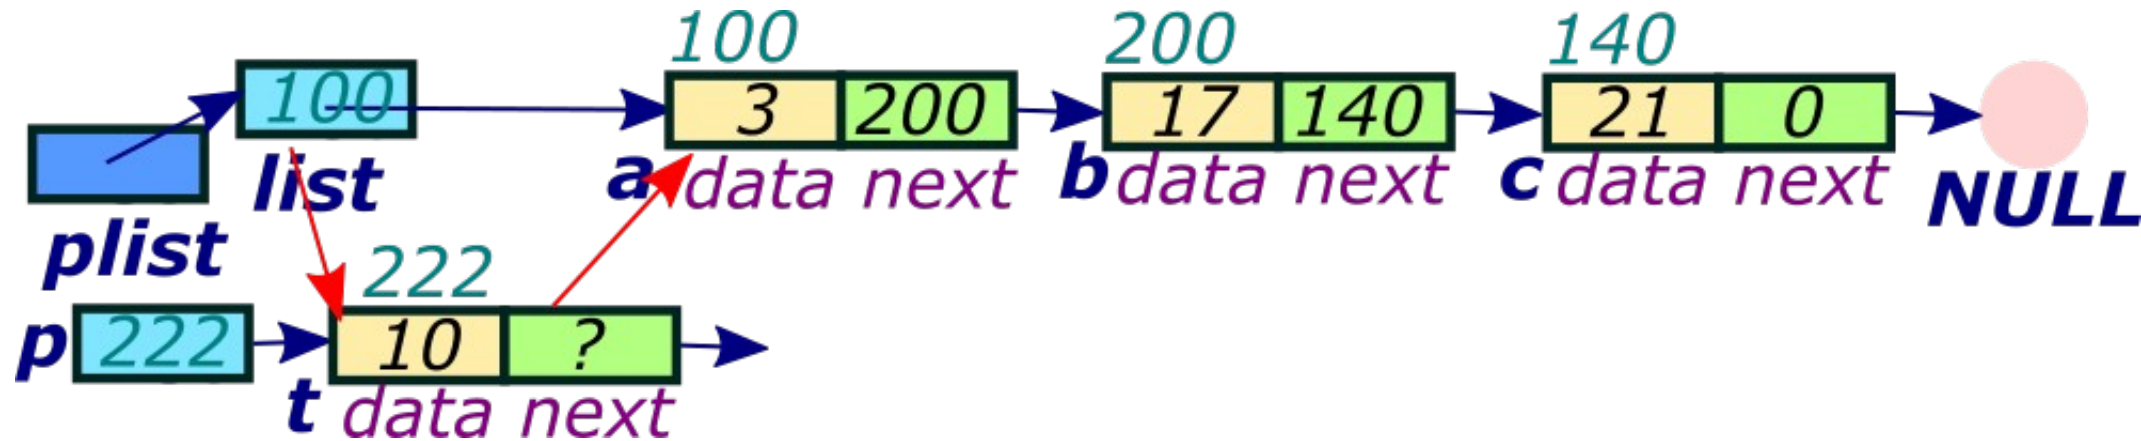 100 200 140
100 3 200 17 140 21 0
list a data next b data next c data next NULL
plist
222
p 222 10 ?
t data next